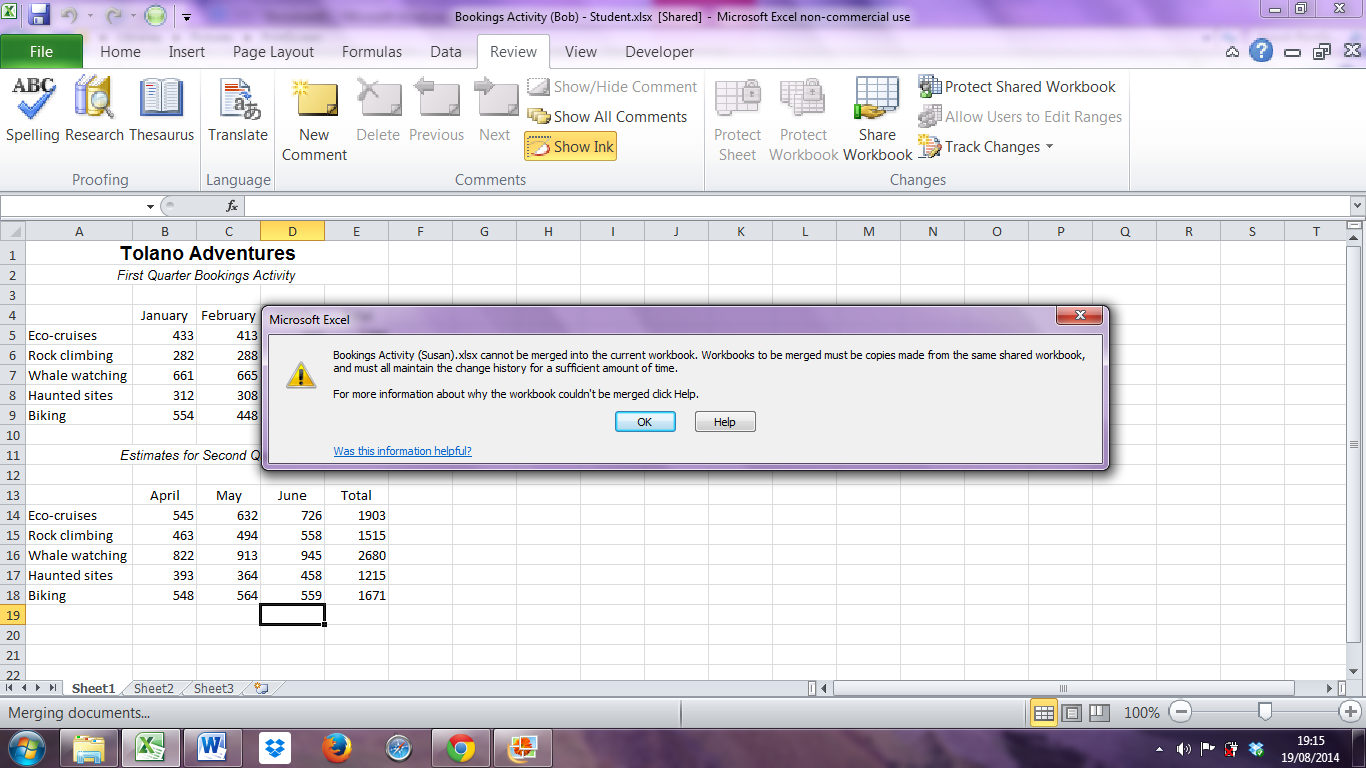 Bookings Activity (Bob) - Student.xlsx [Shared] - Microsoft Excel non-commercial use
File Home Insert Page Layout Formulas Data Review View Developer
ABC
Spelling Research Thesaurus
Proofing
Translate
Language
New Comment
Delete Previous Next
Show/Hide Comment
Show All Comments
Show Ink
Comments
Protect Sheet
Protect Workbook
Share Workbook
Protect Shared Workbook
Allow Users to Edit Ranges
Track Changes
Changes
fx
A B C D E F G H I J K L M N O P Q R S T
1 Tolano Adventures
2 First Quarter Bookings Activity
3
4 January February
5 Eco-cruises 433 413
6 Rock climbing 282 288
7 Whale watching 661 665
8 Haunted sites 312 308
9 Biking 554 448
10
11 Estimates for Second Q
12
13 April May June Total
14 Eco-cruises 545 632 726 1903
15 Rock climbing 463 494 558 1515
16 Whale watching 822 913 945 2680
17 Haunted sites 393 364 458 1215
18 Biking 548 564 559 1671
19
20
21
22
Microsoft Excel
Bookings Activity (Susan).xlsx cannot be merged into the current workbook. Workbooks to be merged must be copies made from the same shared workbook,
and must all maintain the change history for a sufficient amount of time.
For more information about why the workbook couldn't be merged click Help.
OK Help
Was this information helpful?
Sheet1 Sheet2 Sheet3
Merging documents... 100%
19:15
19/08/2014